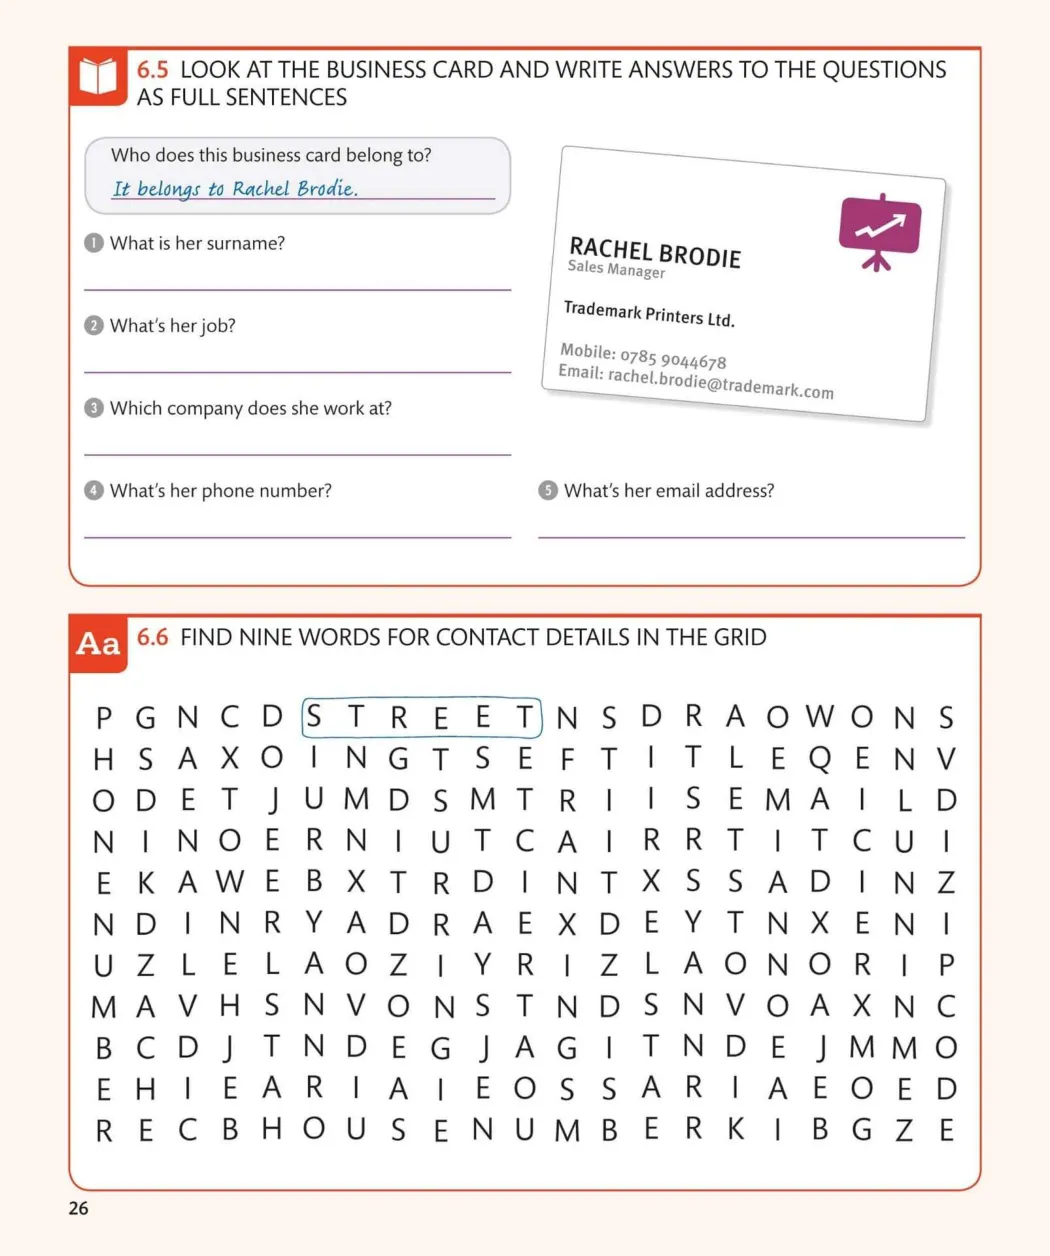 6.5 LOOK AT THE BUSINESS CARD AND WRITE ANSWERS TO THE QUESTIONS
AS FULL SENTENCES
Who does this business card belong to?
It belongs to Rachel Brodie.
1 What is her surname?
2 What's her job?
3 Which company does she work at?
4 What's her phone number?
5 What's her email address?
RACHEL BRODIE
Sales Manager
Trademark Printers Ltd.
Mobile: 0785 9044678
Email: rachel.brodie@trademark.com
Aa 6.6 FIND NINE WORDS FOR CONTACT DETAILS IN THE GRID
P G N C D S T R E E T N S D R A O W O N S
H S A X O I N G T S E F T I T L E Q E N V
O D E T J U M D S M T R I I S E M A I L D
N I N O E R N I U T C A I R R T I T C U I
E K A W E B X T R D I N T X S S A D I N Z
N D I N R Y A D R A E X D E Y T N X E N I
U Z L E L A O Z I Y R I Z L A O N O R I P
M A V H S N V O N S T N D S N V O A X N C
B C D J T N D E G J A G I T N D E J M M O
E H I E A R I A I E O S S A R I A E O E D
R E C B H O U S E N U M B E R K I B G Z E
26